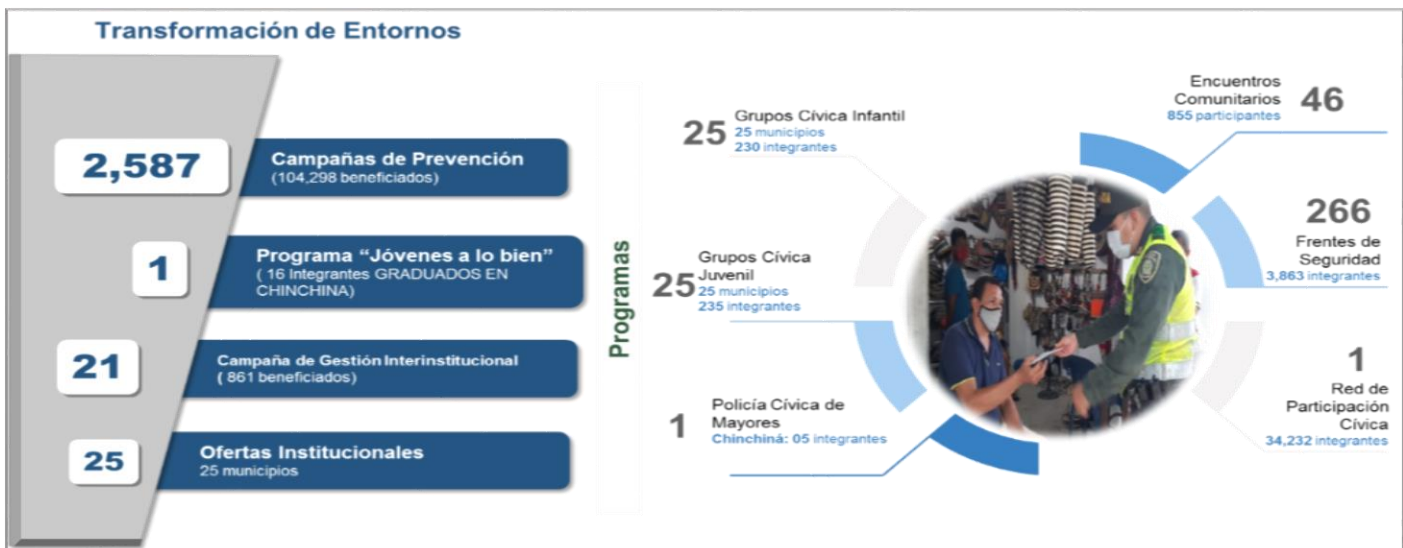 Transformación de Entornos
2,587
Campañas de Prevención
(104,298 beneficiados)
1
Programa “Jóvenes a lo bien”
( 16 Integrantes GRADUADOS EN
CHINCHINA)
21
Campaña de Gestión Interinstitucional
( 861 beneficiados)
25
Ofertas Institucionales
25 municipios
Programas
25
Grupos Cívica Infantil
25 municipios
230 integrantes
25
Grupos Cívica
Juvenil
25 municipios
235 integrantes
1
Policía Cívica de
Mayores
Chinchiná: 05 integrantes
Encuentros
Comunitarios
855 participantes
46
266
Frentes de
Seguridad
3,863 integrantes
1
Red de
Participación
Cívica
34,232 integrantes